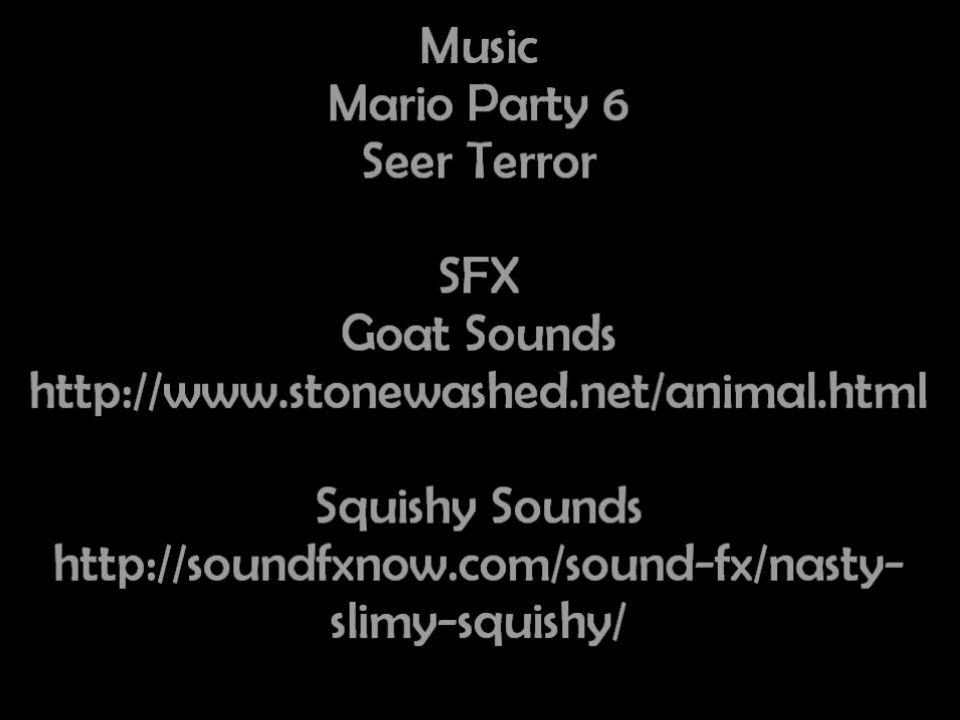 Music
Mario Party 6
Seer Terror
SFX
Goat Sounds
http://www.stonewashed.net/animal.html
Squishy Sounds
http://soundfxnow.com/sound-fx/nasty-
slimy-squishy/